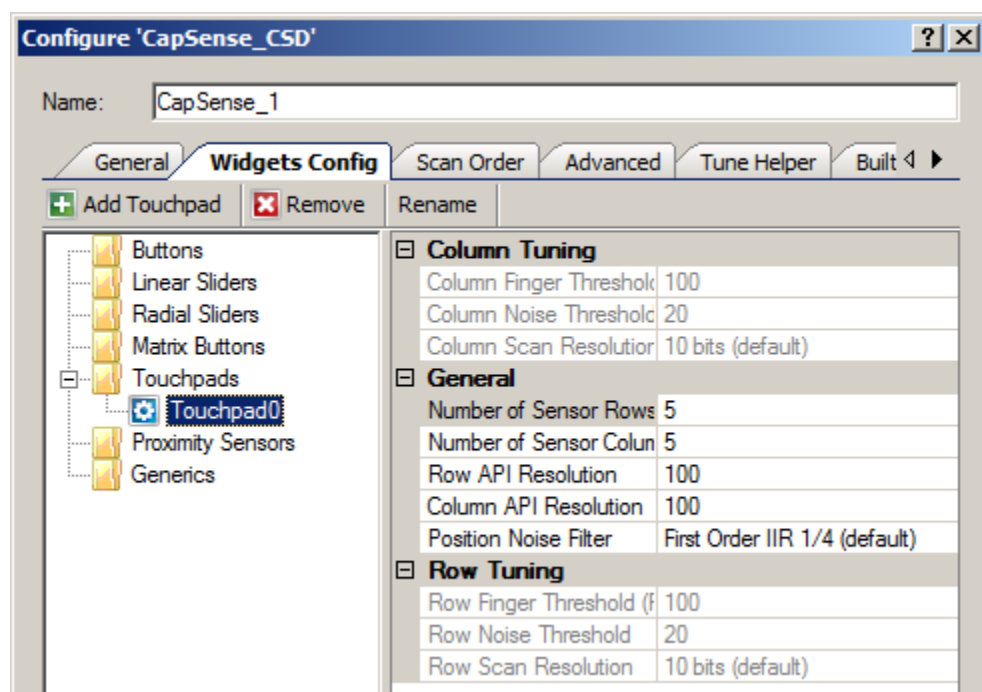 Configure 'CapSense_CSD'
Name: CapSense_1
General Widgets Config Scan Order Advanced Tune Helper Built
Add Touchpad Remove Rename
Buttons
Linear Sliders
Radial Sliders
Matrix Buttons
Touchpads
Touchpad0
Proximity Sensors
Generics
Column Tuning
Column Finger Threshold 100
Column Noise Threshold 20
Column Scan Resolution 10 bits (default)
General
Number of Sensor Rows 5
Number of Sensor Colun 5
Row API Resolution 100
Column API Resolution 100
Position Noise Filter First Order IIR 1/4 (default)
Row Tuning
Row Finger Threshold (F 100
Row Noise Threshold 20
Row Scan Resolution 10 bits (default)